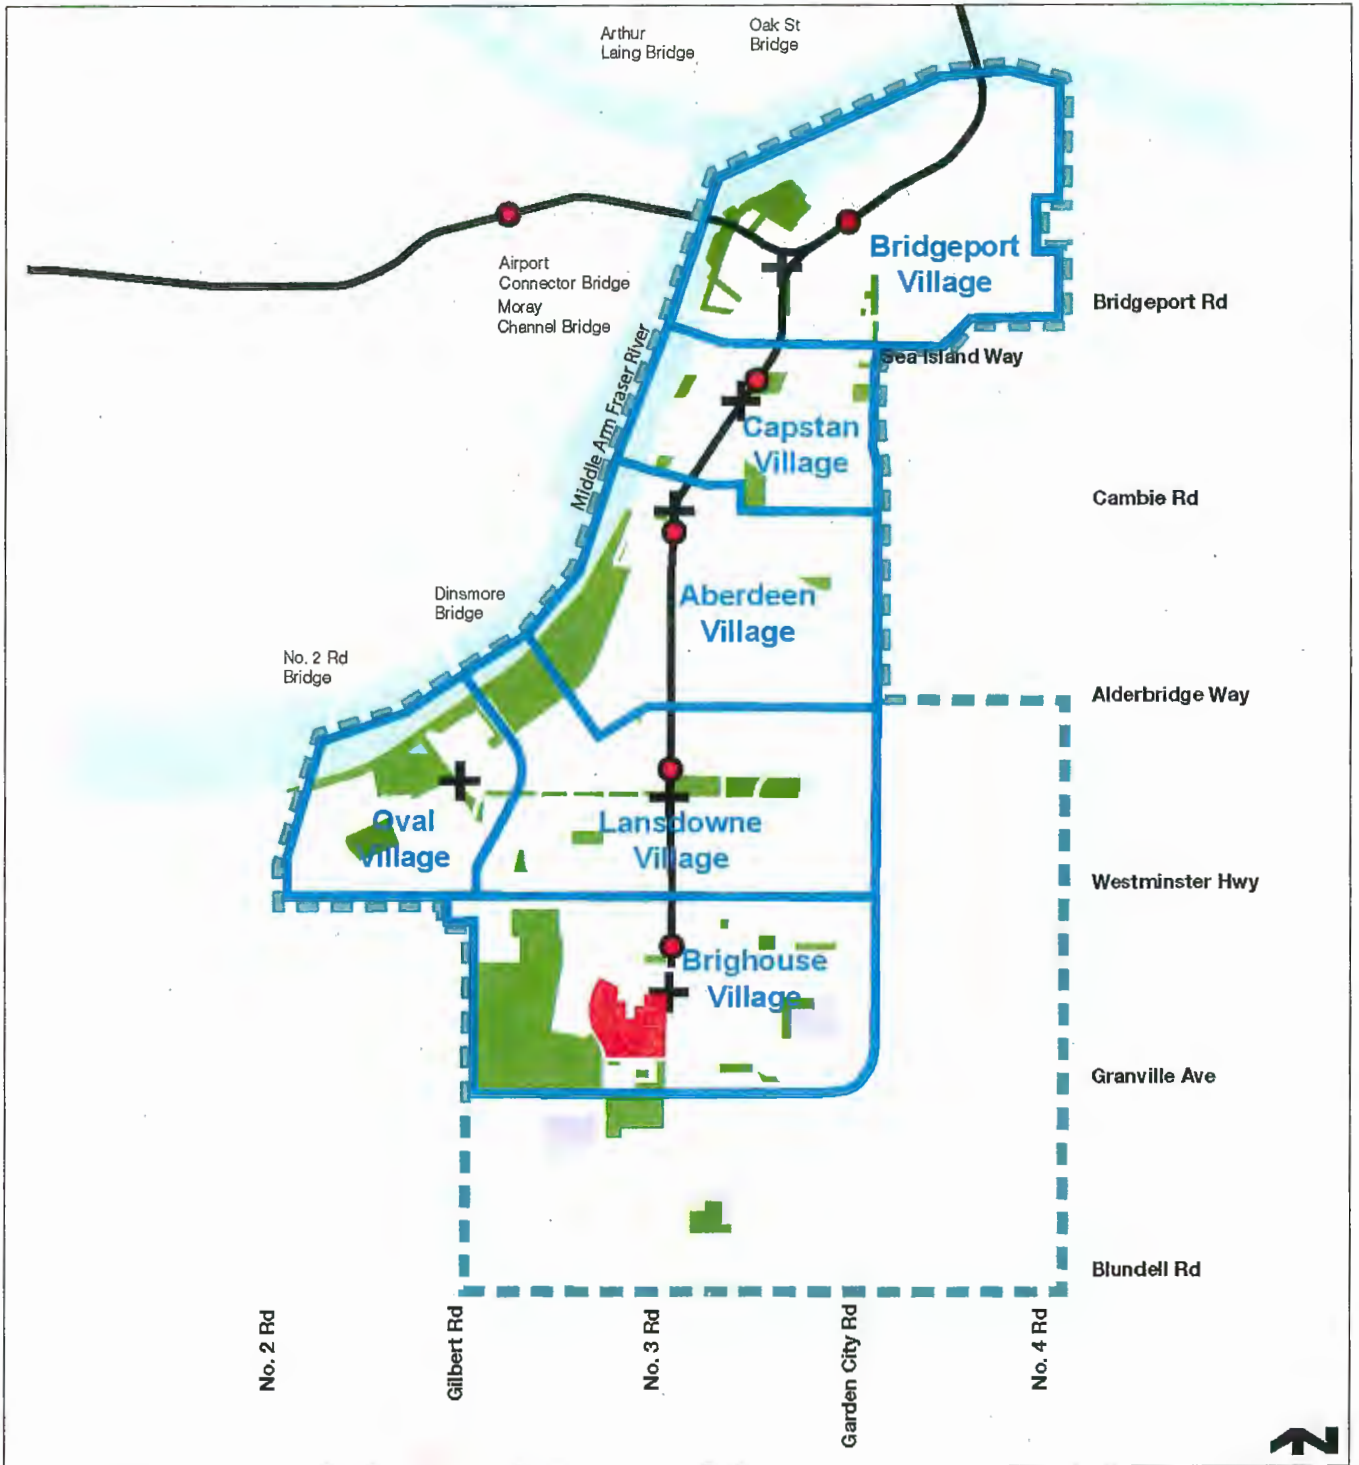 Arthur
Laing Bridge
Oak St
Bridge
Bridgeport
Village
Airport
Connector Bridge
Moray
Channel Bridge
Bridgeport Rd
Sea Island Way
Middle Arm Fraser River
Capstan
Village
Cambie Rd
Dinsmore
Bridge
Aberdeen
Village
No. 2 Rd
Bridge
Alderbridge Way
Oval
Village
Lansdowne
Village
Westminster Hwy
Brighouse
Village
Granville Ave
Blundell Rd
No. 2 Rd
Gilbert Rd
No. 3 Rd
Garden City Rd
No. 4 Rd
N